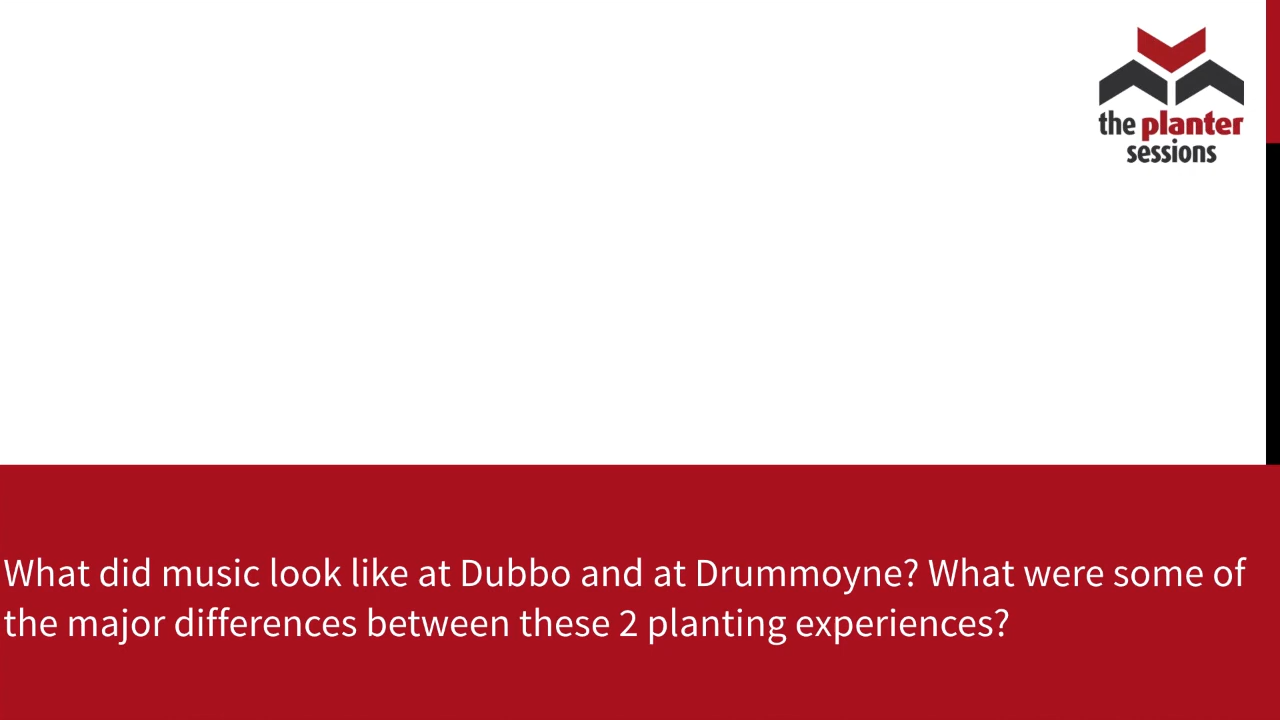 the planter
sessions
What did music look like at Dubbo and at Drummoyne? What were some of
the major differences between these 2 planting experiences?